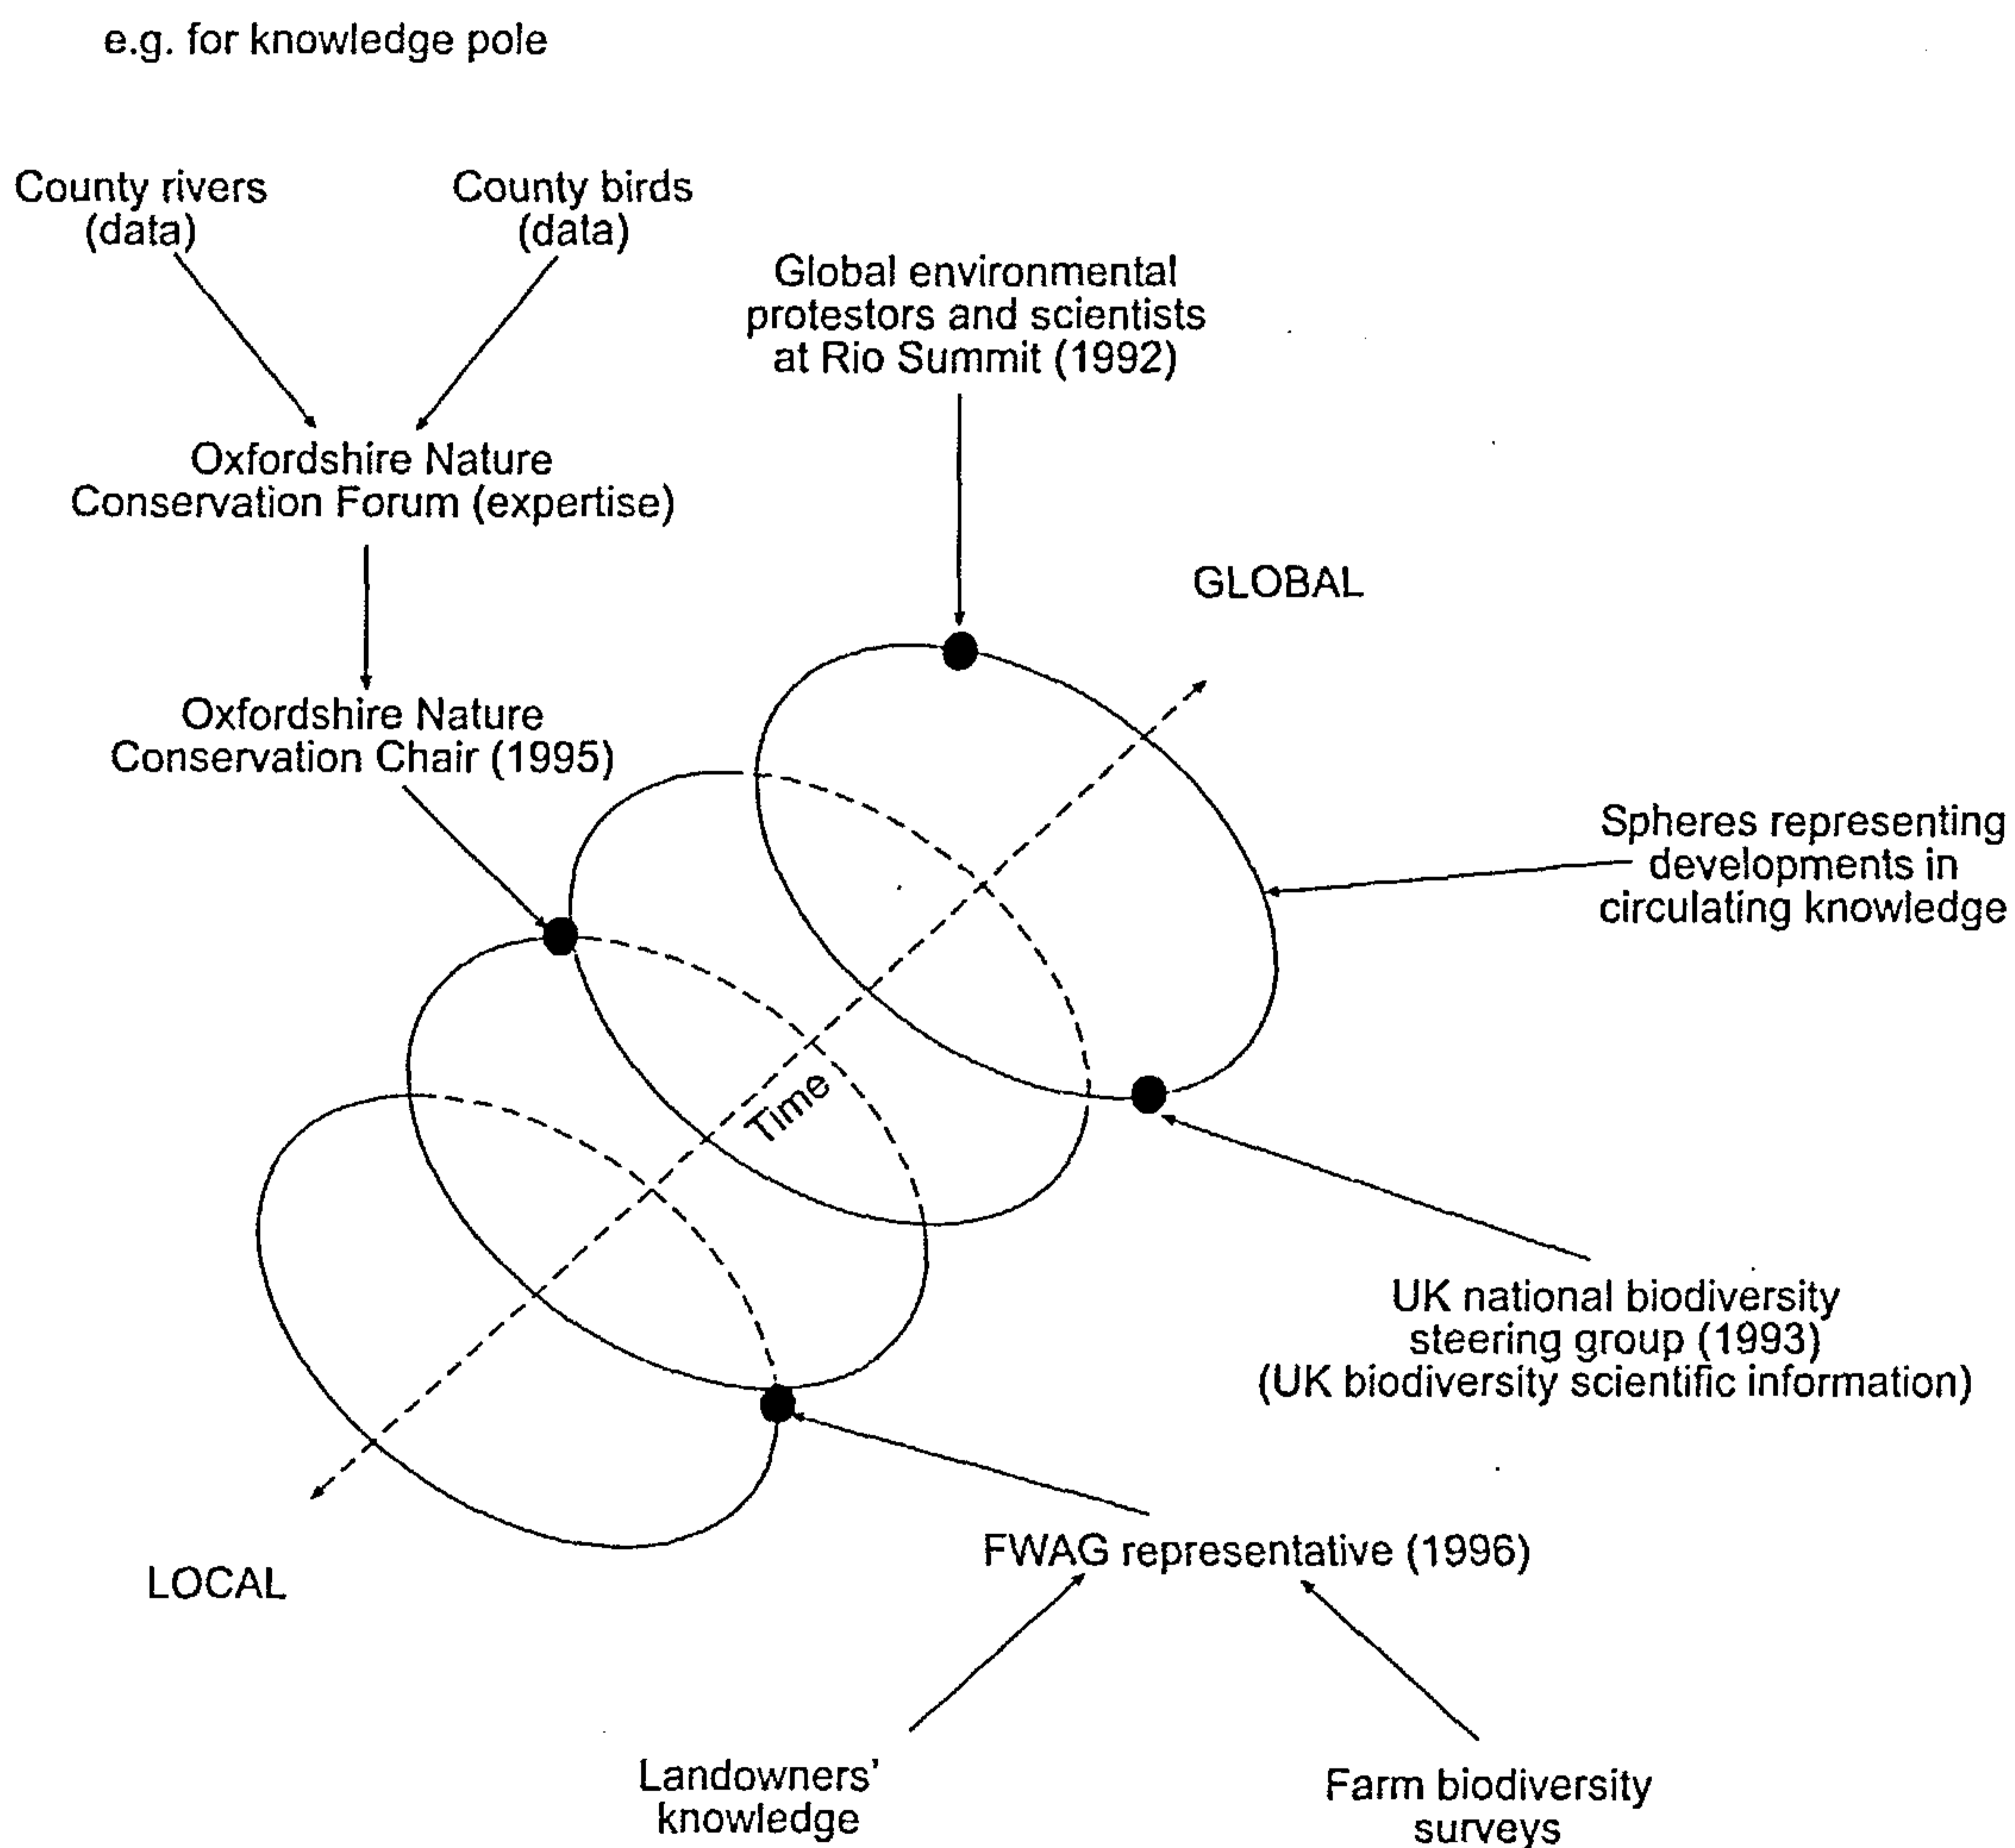 e.g. for knowledge pole
County rivers
(data)
County birds
(data)
Global environmental
protestors and scientists
at Rio Summit (1992)
Oxfordshire Nature
Conservation Forum (expertise)
GLOBAL
Oxfordshire Nature
Conservation Chair (1995)
Spheres representing
developments in
circulating knowledge
Time
UK national biodiversity
steering group (1993)
(UK biodiversity scientific information)
FWAG representative (1996)
LOCAL
Landowners'
knowledge
Farm biodiversity
surveys